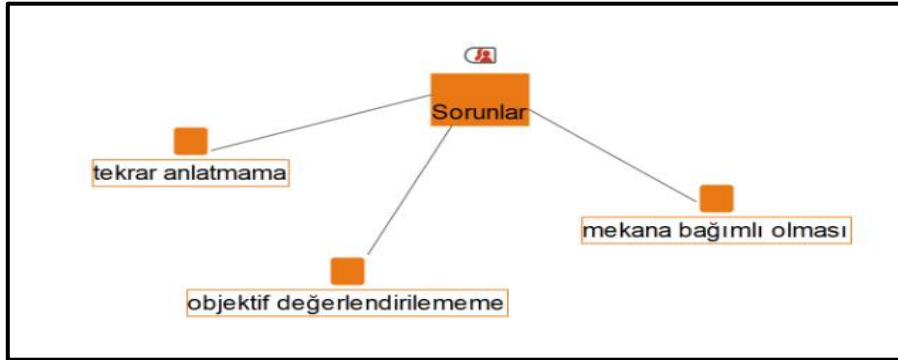 Sorunlar
tekrar anlatmama
mekana bağımlı olması
objektif değerlendirilememe